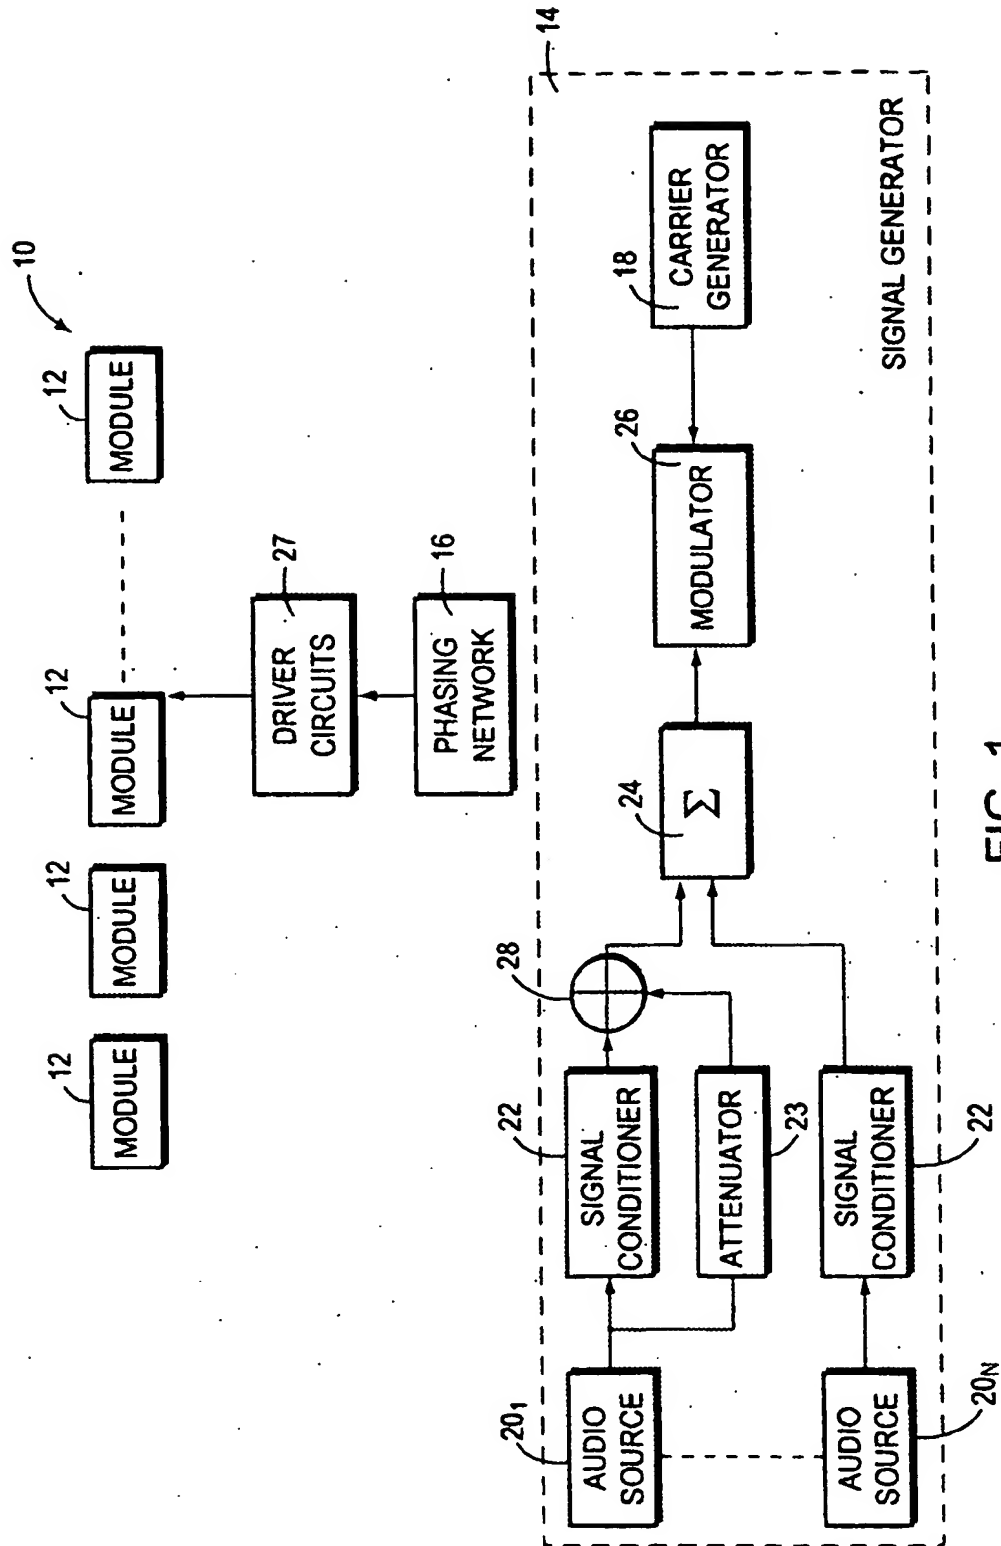 10
12
MODULE
12
MODULE
12
MODULE
12
MODULE
27
DRIVER
CIRCUITS
16
PHASING
NETWORK
14
20₁
AUDIO
SOURCE
22
SIGNAL
CONDITIONER
28
ATTENUATOR
23
20N
AUDIO
SOURCE
SIGNAL
CONDITIONER
22
24
Σ
26
MODULATOR
18
CARRIER
GENERATOR
SIGNAL GENERATOR
FIG. 1